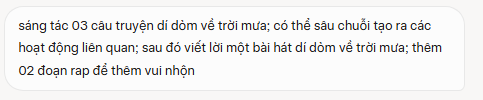 sáng tác 03 câu truyện dí dỏm về trời mưa; có thể sâu chuỗi tạo ra các
hoạt động liên quan; sau đó viết lời một bài hát dí dỏm về trời mưa; thêm
02 đoạn rap để thêm vui nhộn